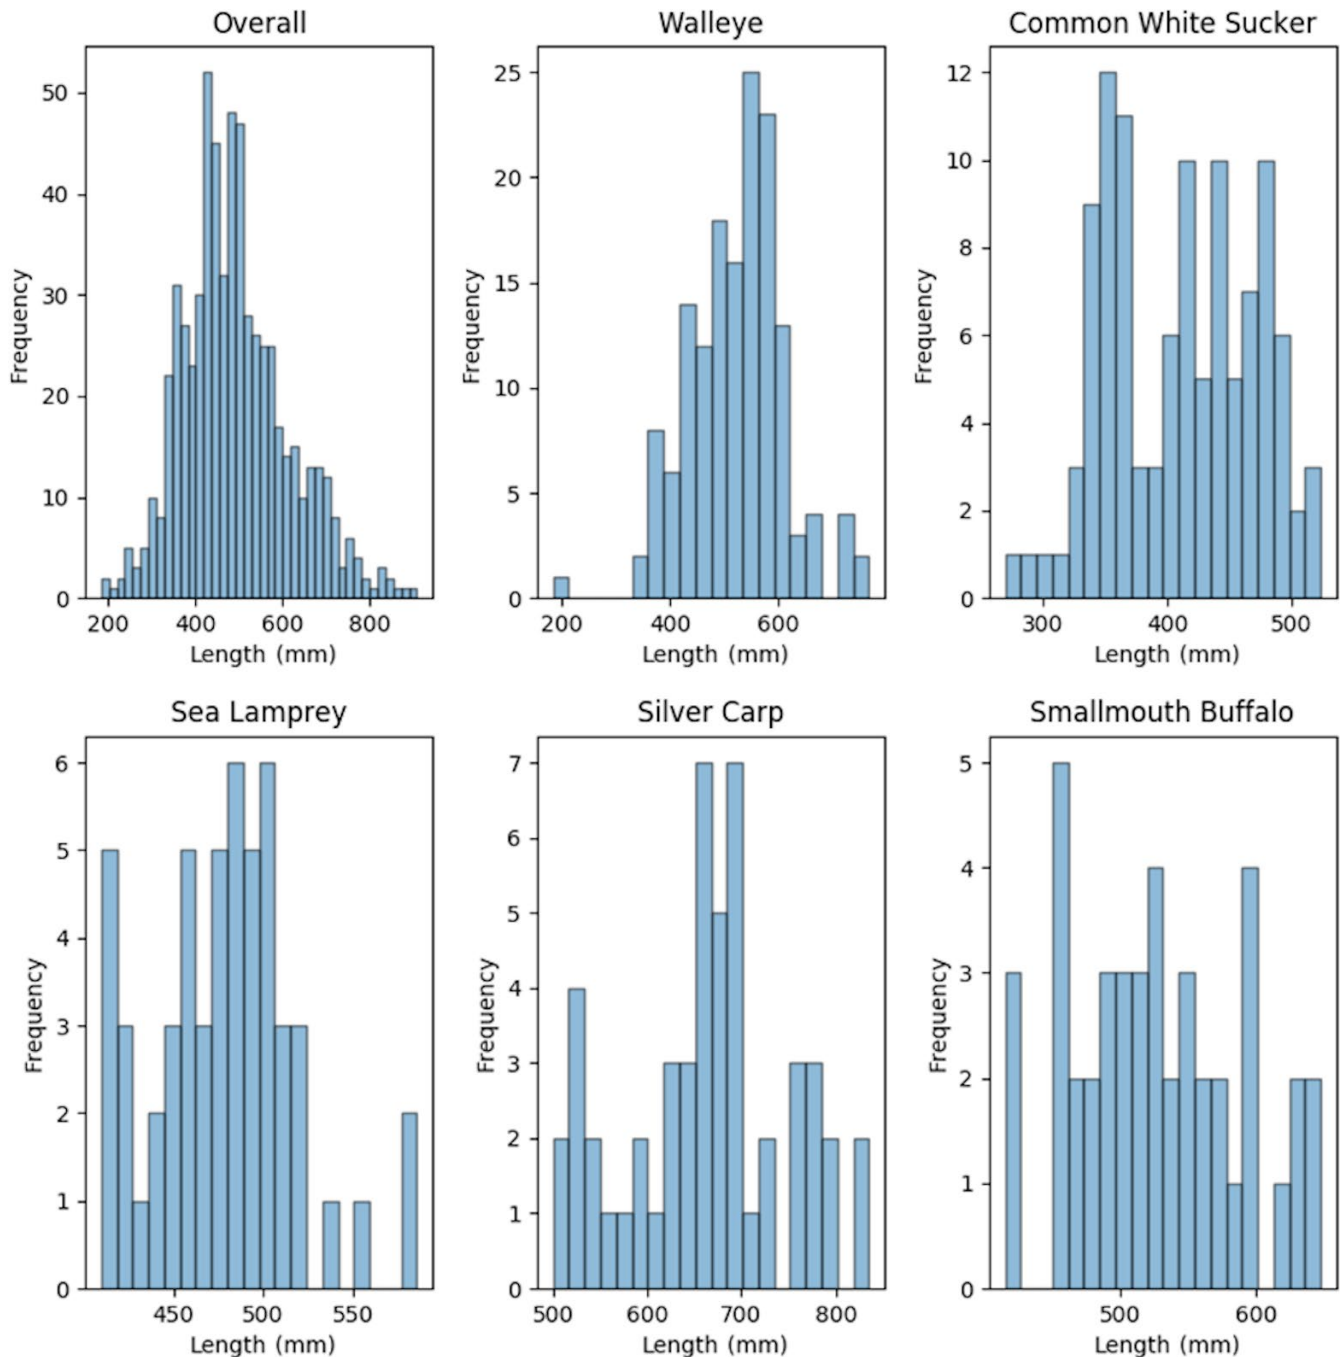 Overall
Walleye
Common White Sucker
50
40
30
20
10
0
Frequency
200 400 600 800
Length (mm)
25
20
15
10
5
0
Frequency
200 400 600
Length (mm)
12
10
8
6
4
2
0
Frequency
300 400 500
Length (mm)
Sea Lamprey
Silver Carp
Smallmouth Buffalo
6
5
4
3
2
1
0
Frequency
450 500 550
Length (mm)
7
6
5
4
3
2
1
0
Frequency
500 600 700 800
Length (mm)
5
4
3
2
1
0
Frequency
500 600
Length (mm)